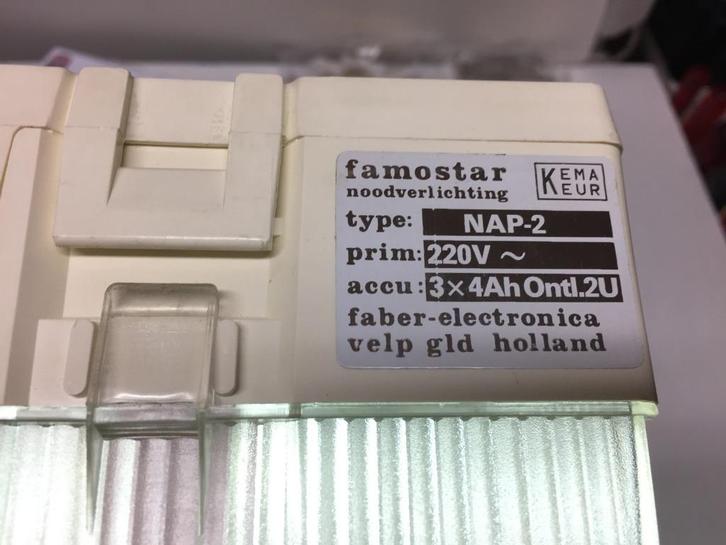 famostar
noodverlichting
KEMA
KEUR
type: NAP-2
prim: 220V ~
accu : 3×4Ah Ontl.2U
faber-electronica
velp gld holland